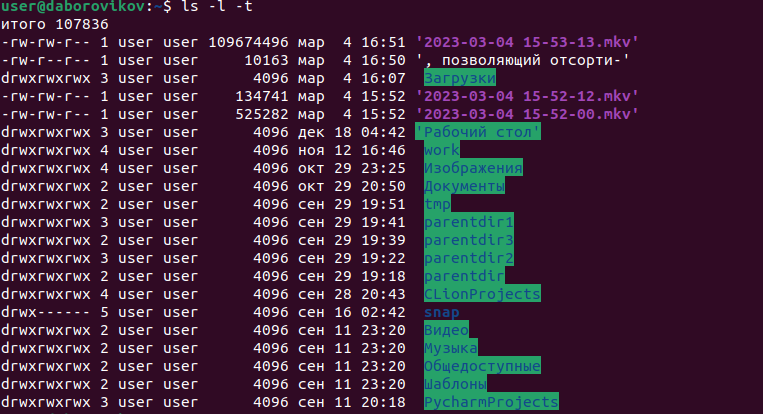 user@daborovikov:~$ ls -l -t
итого 107836
-rw-rw-r-- 1 user user 109674496 мар  4 16:51 '2023-03-04 15-53-13.mkv'
-rw-r--r-- 1 user user     10163 мар  4 16:50 ', позволяющий отсорти-'
drwxrwxrwx 3 user user      4096 мар  4 16:07  Загрузки
-rw-rw-r-- 1 user user    134741 мар  4 15:52 '2023-03-04 15-52-12.mkv'
-rw-rw-r-- 1 user user    525282 мар  4 15:52 '2023-03-04 15-52-00.mkv'
drwxrwxrwx 3 user user      4096 дек 18 04:42 'Рабочий стол'
drwxrwxrwx 4 user user      4096 ноя 12 16:46  work
drwxrwxrwx 4 user user      4096 окт 29 23:25  Изображения
drwxrwxrwx 2 user user      4096 окт 29 20:50  Документы
drwxrwxrwx 2 user user      4096 сен 29 19:51  tmp
drwxrwxrwx 3 user user      4096 сен 29 19:41  parentdir1
drwxrwxrwx 2 user user      4096 сен 29 19:39  parentdir3
drwxrwxrwx 3 user user      4096 сен 29 19:22  parentdir2
drwxrwxrwx 2 user user      4096 сен 29 19:18  parentdir
drwxrwxrwx 4 user user      4096 сен 28 20:43  CLionProjects
drwx------ 5 user user      4096 сен 16 02:42  snap
drwxrwxrwx 2 user user      4096 сен 11 23:20  Видео
drwxrwxrwx 2 user user      4096 сен 11 23:20  Музыка
drwxrwxrwx 2 user user      4096 сен 11 23:20  Общедоступные
drwxrwxrwx 2 user user      4096 сен 11 23:20  Шаблоны
drwxrwxrwx 3 user user      4096 сен 11 20:18  PycharmProjects